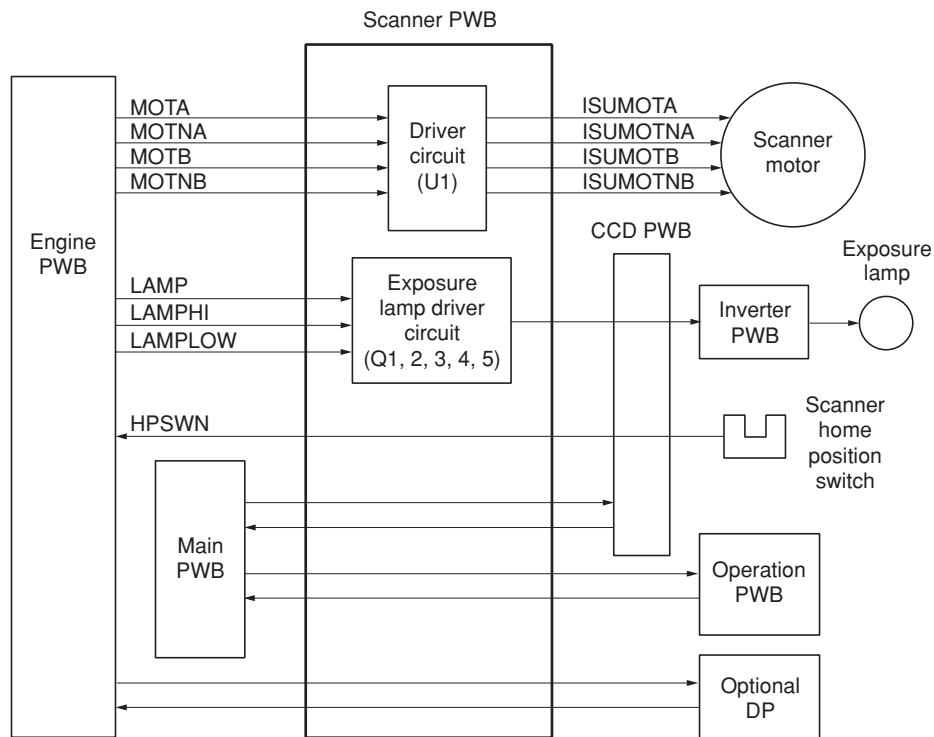 Scanner PWB
MOTA
MOTNA
MOTB
MOTNB
Driver
circuit
(U1)
ISUMOTA
ISUMOTNA
ISUMOTB
ISUMOTNB
Scanner
motor
Engine
PWB
CCD PWB
LAMP
LAMPHI
LAMPLOW
Exposure
lamp driver
circuit
(Q1, 2, 3, 4, 5)
Inverter
PWB
Exposure
lamp
HPSWN
Scanner
home
position
switch
Main
PWB
Operation
PWB
Optional
DP